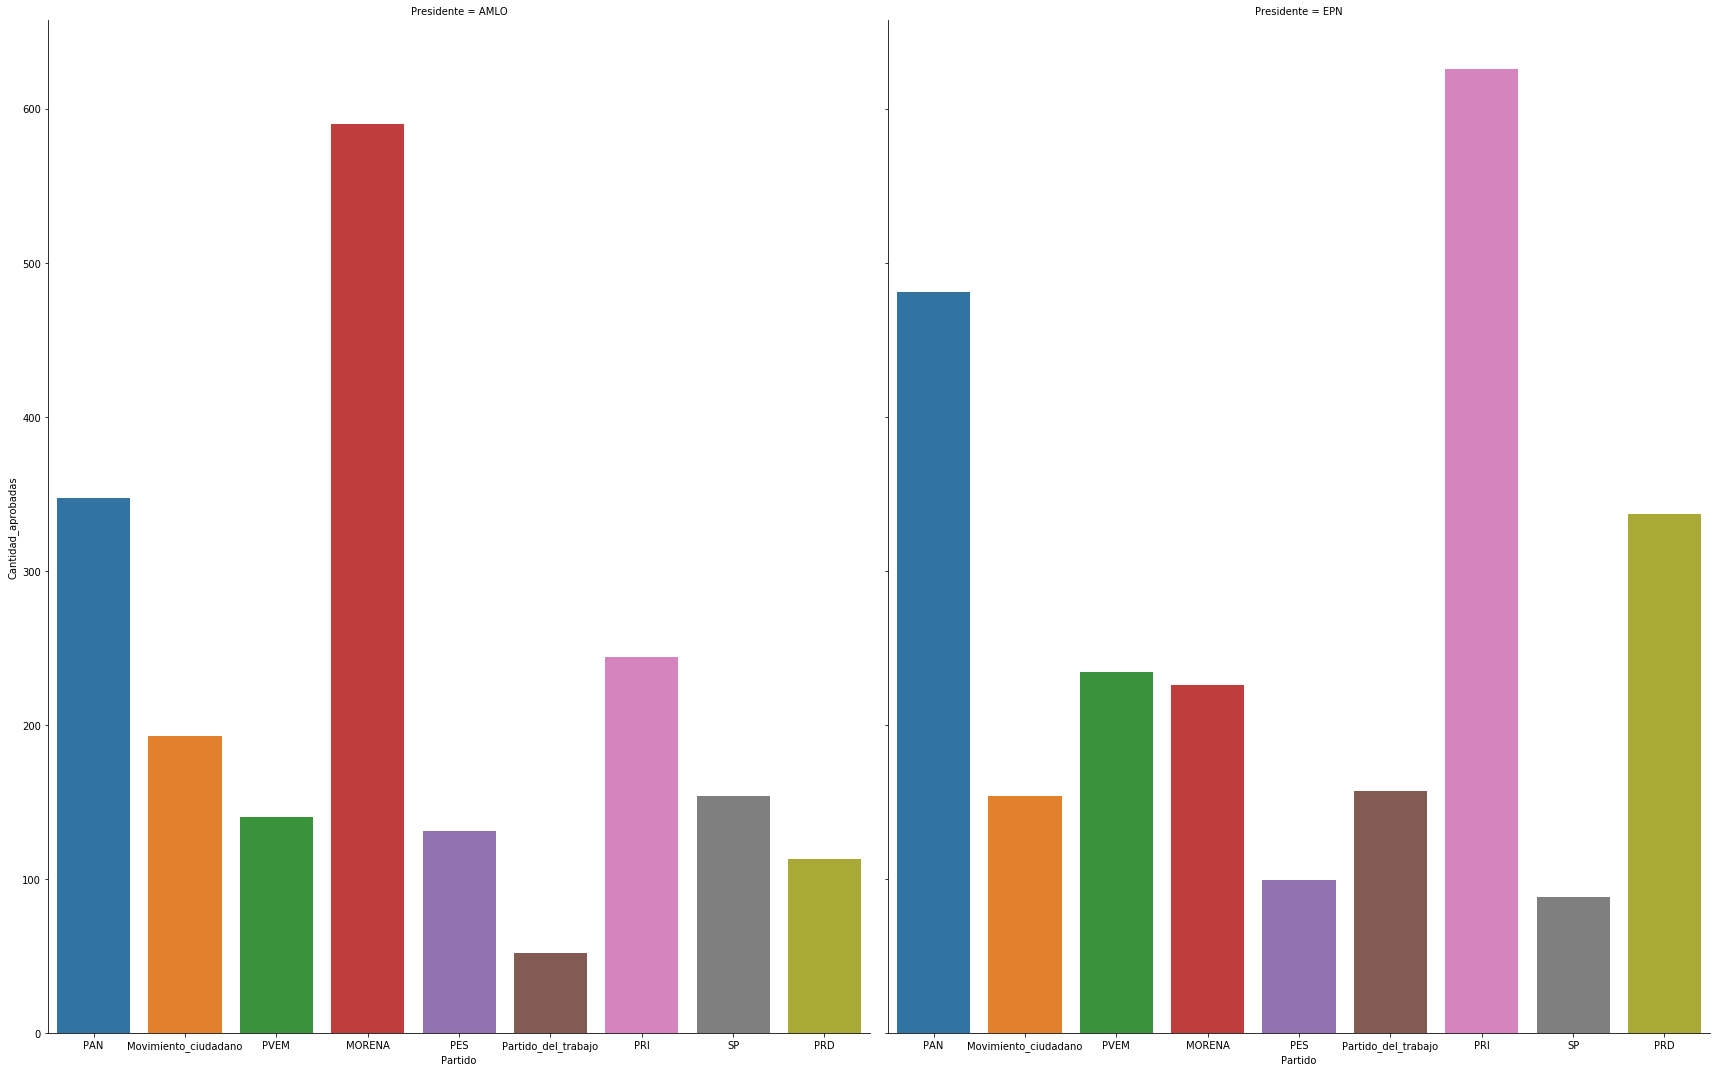 Presidente = AMLO
Presidente = EPN
Cantidad_aprobadas
600
500
400
300
200
100
0
PAN Movimiento_ciudadano PVEM MORENA PES Partido_del_trabajo PRI SP PRD
Partido
PAN Movimiento_ciudadano PVEM MORENA PES Partido_del_trabajo PRI SP PRD
Partido